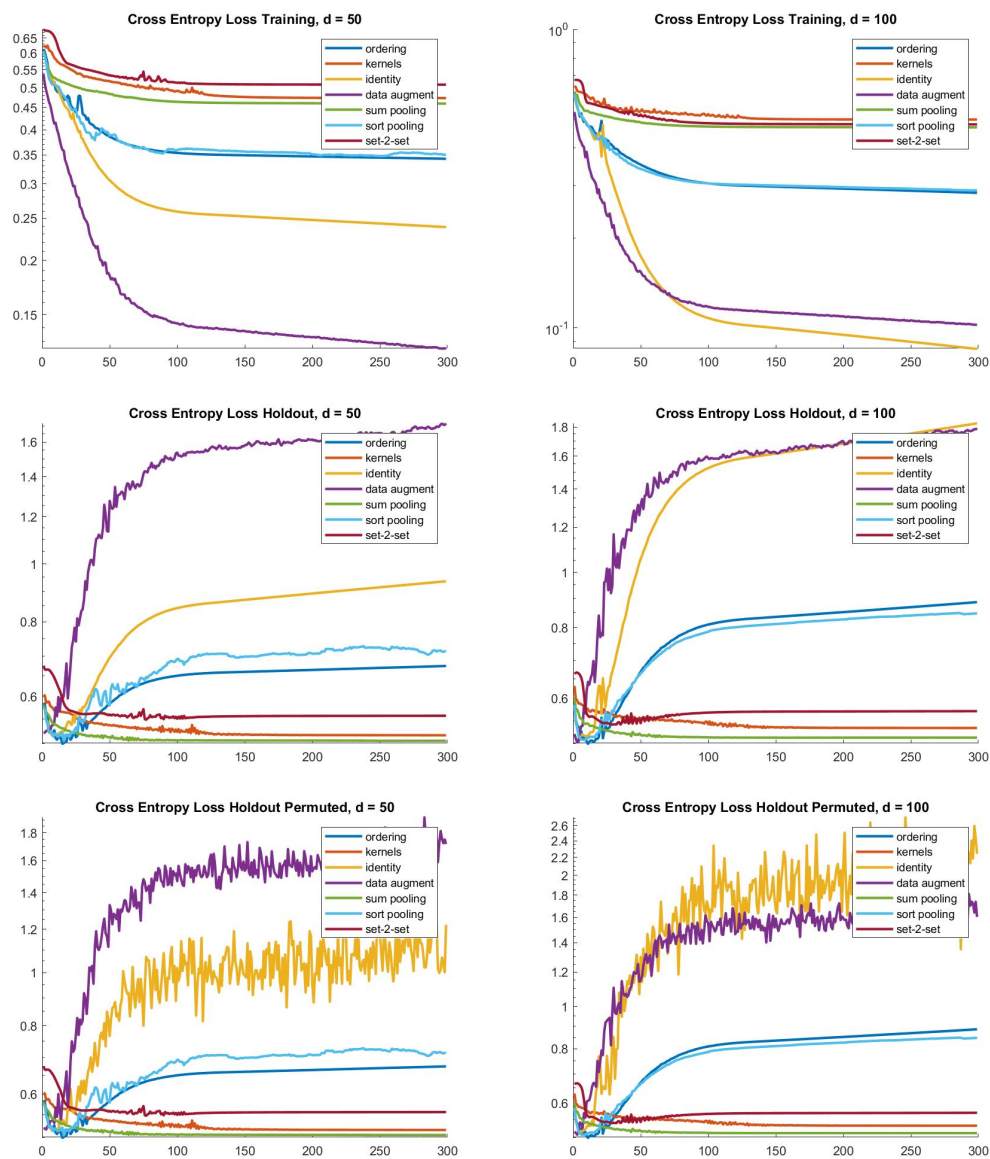 Cross Entropy Loss Training, d = 50
0.65
0.6
0.55
0.5
0.45
0.4
0.35
0.3
0.25
0.2
0.15
0 50 100 150 200 250 300
ordering
kernels
identity
data augment
sum pooling
sort pooling
set-2-set
Cross Entropy Loss Training, d = 100
10^0
10^-1
0 50 100 150 200 250 300
ordering
kernels
identity
data augment
sum pooling
sort pooling
set-2-set
Cross Entropy Loss Holdout, d = 50
1.6
1.4
1.2
1
0.8
0.6
0 50 100 150 200 250 300
ordering
kernels
identity
data augment
sum pooling
sort pooling
set-2-set
Cross Entropy Loss Holdout, d = 100
1.8
1.6
1.4
1.2
1
0.8
0.6
0 50 100 150 200 250 300
ordering
kernels
identity
data augment
sum pooling
sort pooling
set-2-set
Cross Entropy Loss Holdout Permuted, d = 50
1.8
1.6
1.4
1.2
1
0.8
0.6
0 50 100 150 200 250 300
ordering
kernels
identity
data augment
sum pooling
sort pooling
set-2-set
Cross Entropy Loss Holdout Permuted, d = 100
2.6
2.4
2.2
2
1.8
1.6
1.4
1.2
1
0.8
0.6
0 50 100 150 200 250 300
ordering
kernels
identity
data augment
sum pooling
sort pooling
set-2-set